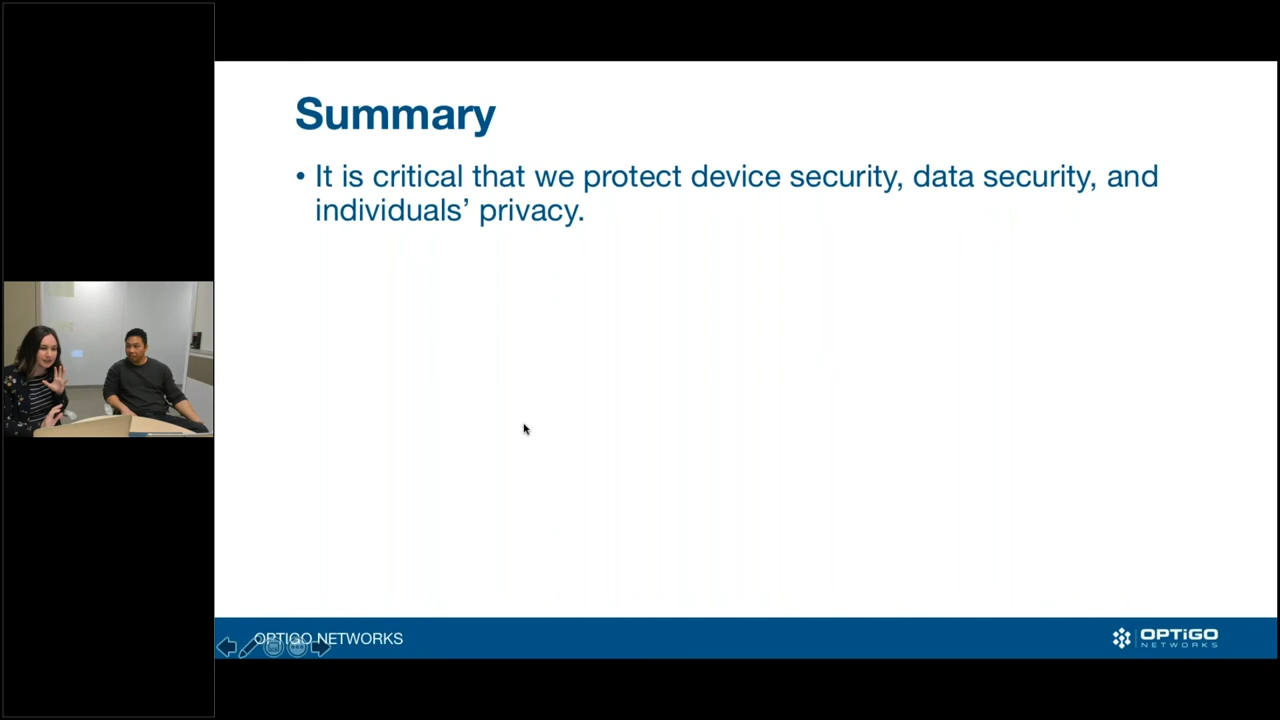 Summary
• It is critical that we protect device security, data security, and
individuals’ privacy.
OPTIGO NETWORKS
OPTiGO
NETWORKS